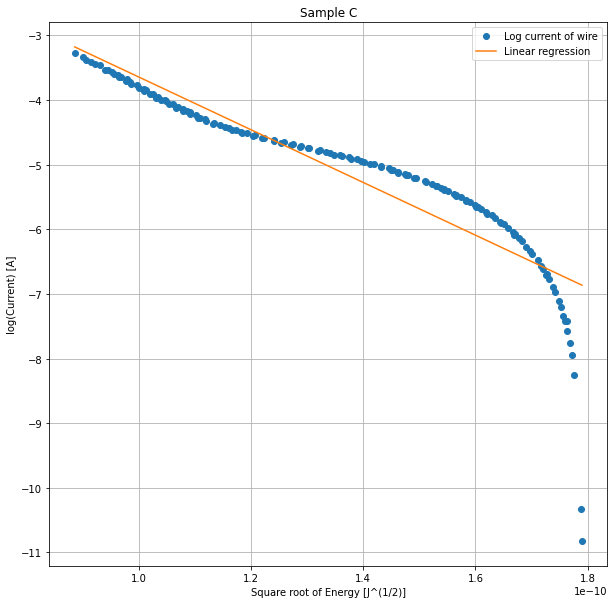 Sample C
Log current of wire
Linear regression
log(Current) [A]
−3
−4
−5
−6
−7
−8
−9
−10
−11
1.0
1.2
1.4
1.6
1.8
1e−10
Square root of Energy [J^(1/2)]